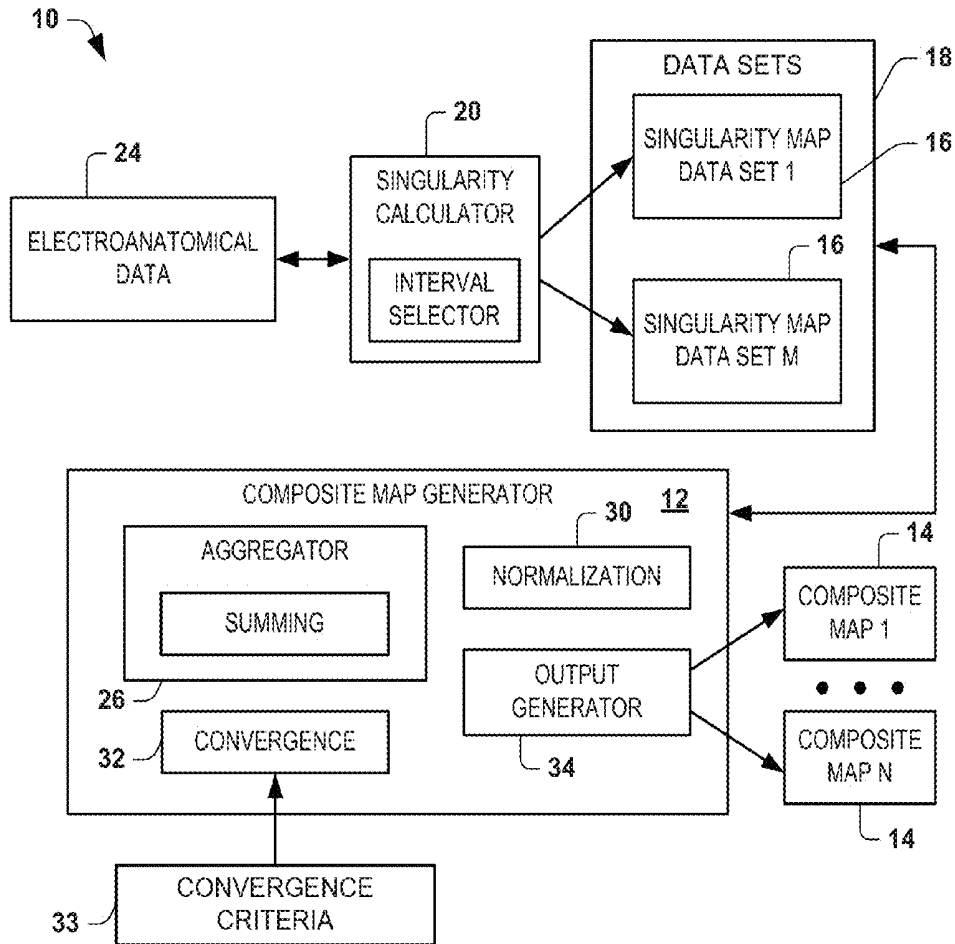 10
24
ELECTROANATOMICAL
DATA
20
SINGULARITY
CALCULATOR
INTERVAL
SELECTOR
DATA SETS
18
SINGULARITY MAP
DATA SET 1
16
16
SINGULARITY MAP
DATA SET M
COMPOSITE MAP GENERATOR
12
AGGREGATOR
SUMMING
26
30
NORMALIZATION
32
CONVERGENCE
OUTPUT
GENERATOR
34
14
COMPOSITE
MAP 1
COMPOSITE
MAP N
14
33
CONVERGENCE
CRITERIA